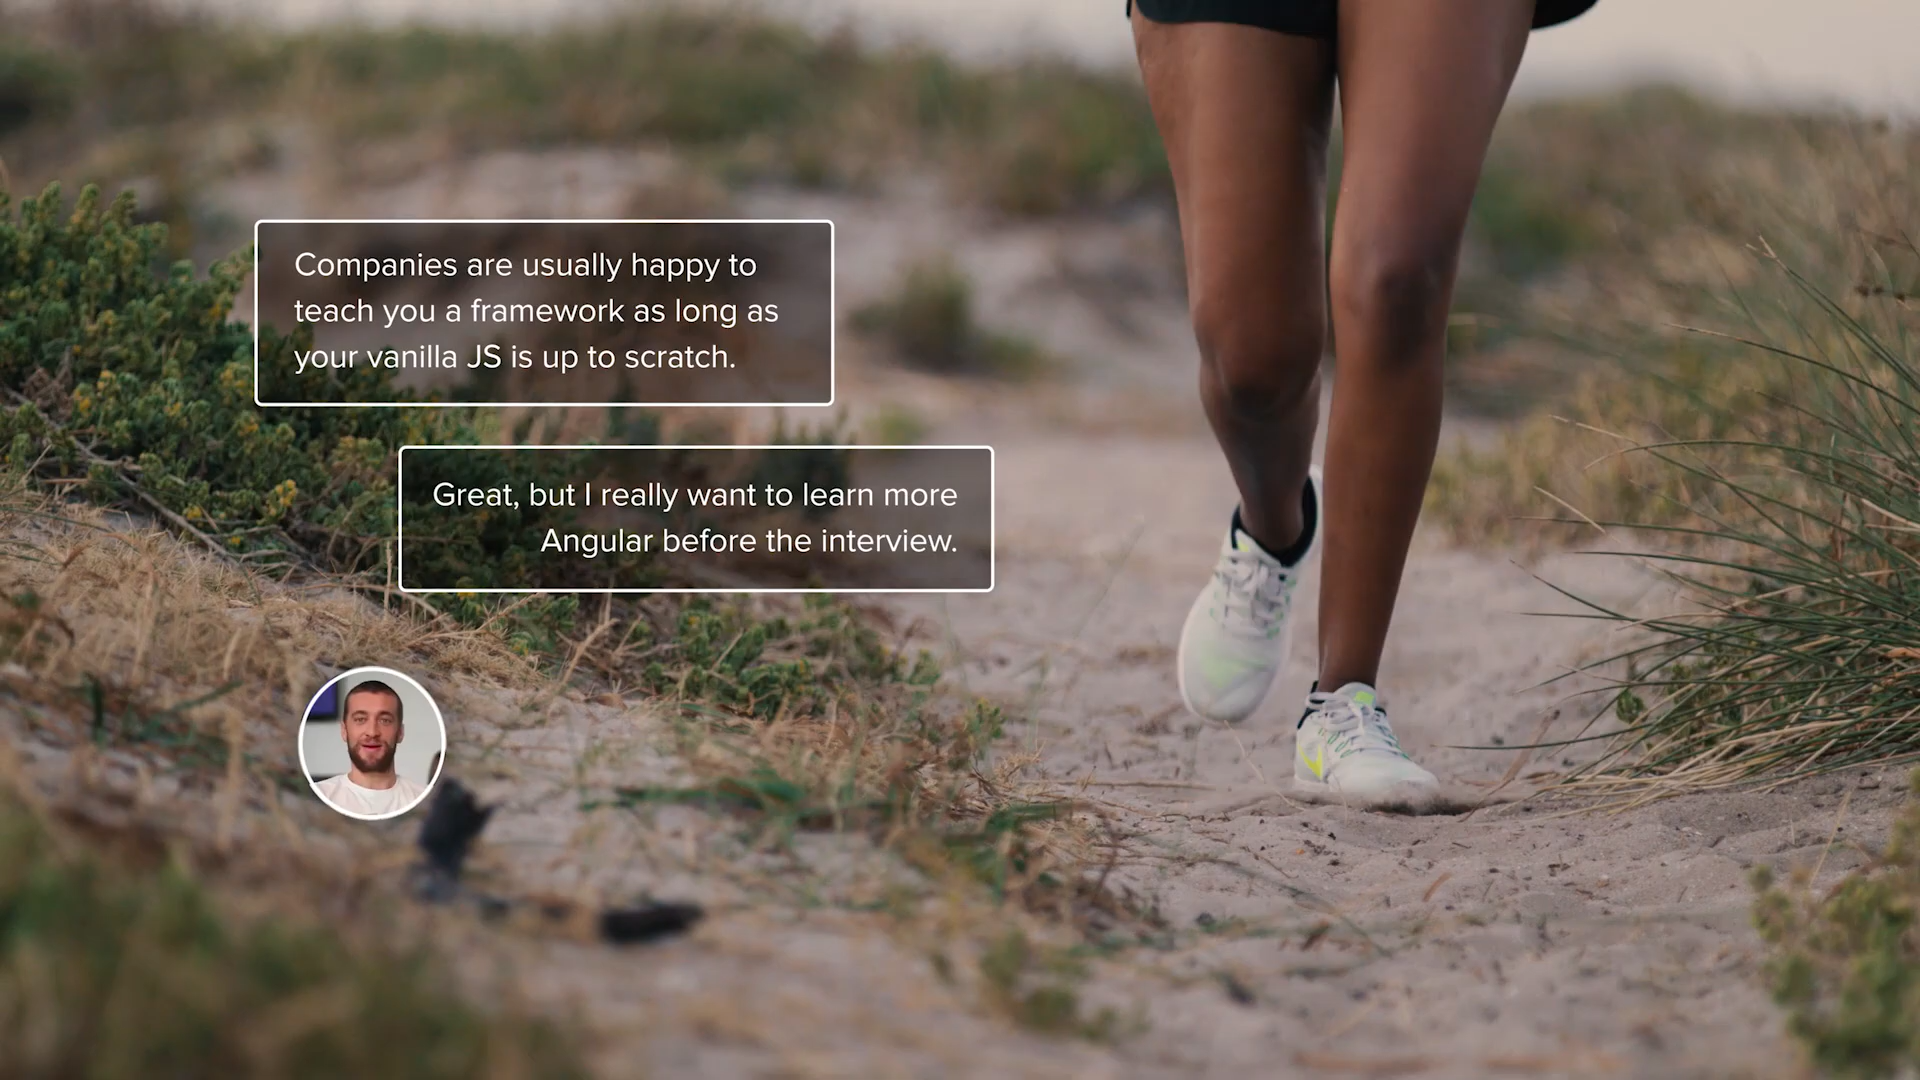 Companies are usually happy to
teach you a framework as long as
your vanilla JS is up to scratch.
Great, but I really want to learn more
Angular before the interview.